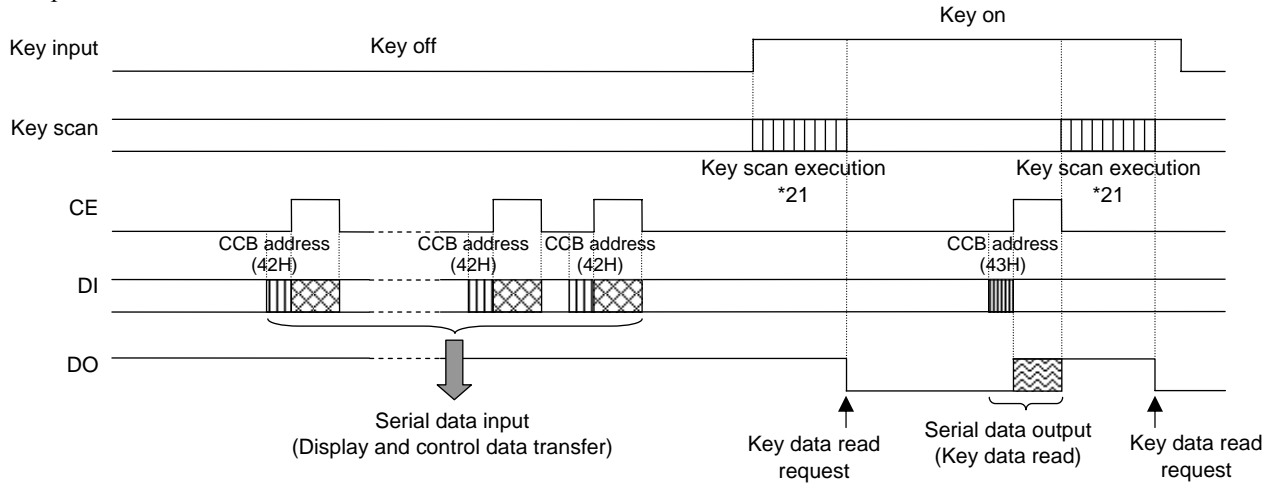 Key on
Key input
Key off
Key scan
Key scan execution
*21
Key scan execution
*21
CE
CCB address
(42H)
CCB address
(42H)
CCB address
(42H)
CCB address
(43H)
DI
DO
Serial data input
(Display and control data transfer)
Key data read
request
Serial data output
(Key data read)
Key data read
request